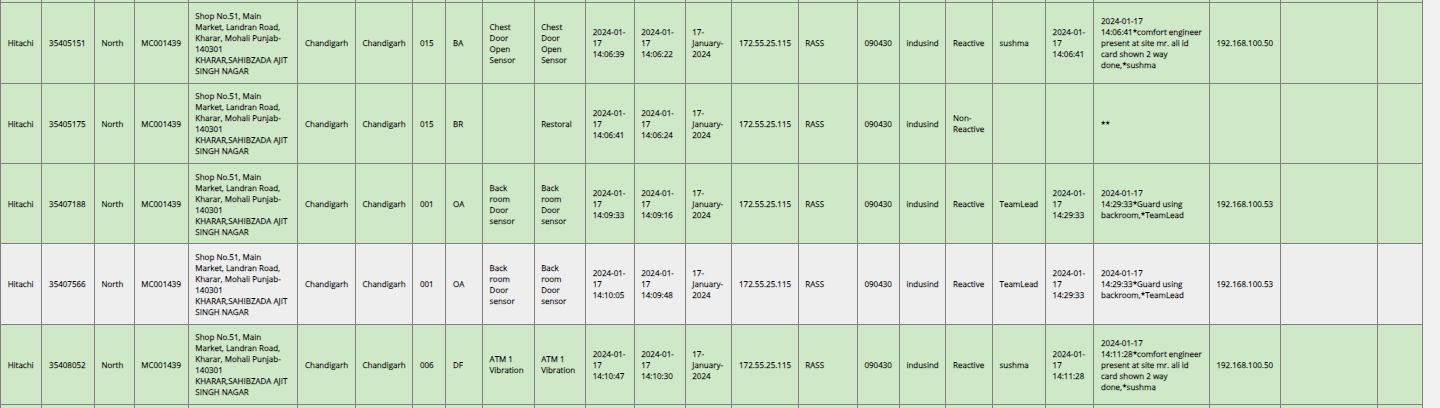 Hitachi 35405151 North MC001439 Shop No.51, Main Market, Landran Road, Kharar, Mohali Punjab-140301 KHARAR,SAHIBZADA AJIT SINGH NAGAR Chandigarh Chandigarh 015 BA Chest Door Open Sensor Chest Door Open Sensor 2024-01-17 14:06:39 2024-01-17 14:06:22 17-January-2024 172.55.25.115 RASS 090430 indusind Reactive sushma 2024-01-17 14:06:41 2024-01-17 14:06:41*comfort engineer present at site mr. ali id card shown 2 way done,*sushma 192.168.100.50
Hitachi 35405175 North MC001439 Shop No.51, Main Market, Landran Road, Kharar, Mohali Punjab-140301 KHARAR,SAHIBZADA AJIT SINGH NAGAR Chandigarh Chandigarh 015 BR Restoral 2024-01-17 14:06:41 2024-01-17 14:06:24 17-January-2024 172.55.25.115 RASS 090430 indusind Non-Reactive **
Hitachi 35407188 North MC001439 Shop No.51, Main Market, Landran Road, Kharar, Mohali Punjab-140301 KHARAR,SAHIBZADA AJIT SINGH NAGAR Chandigarh Chandigarh 001 OA Back room Door sensor Back room Door sensor 2024-01-17 14:09:33 2024-01-17 14:09:16 17-January-2024 172.55.25.115 RASS 090430 indusind Reactive TeamLead 2024-01-17 14:29:33 2024-01-17 14:29:33*Guard using backroom,*TeamLead 192.168.100.53
Hitachi 35407566 North MC001439 Shop No.51, Main Market, Landran Road, Kharar, Mohali Punjab-140301 KHARAR,SAHIBZADA AJIT SINGH NAGAR Chandigarh Chandigarh 001 OA Back room Door sensor Back room Door sensor 2024-01-17 14:10:05 2024-01-17 14:09:48 17-January-2024 172.55.25.115 RASS 090430 indusind Reactive TeamLead 2024-01-17 14:29:33 2024-01-17 14:29:33*Guard using backroom,*TeamLead 192.168.100.53
Hitachi 35408052 North MC001439 Shop No.51, Main Market, Landran Road, Kharar, Mohali Punjab-140301 KHARAR,SAHIBZADA AJIT SINGH NAGAR Chandigarh Chandigarh 006 DF ATM 1 Vibration ATM 1 Vibration 2024-01-17 14:10:47 2024-01-17 14:10:30 17-January-2024 172.55.25.115 RASS 090430 indusind Reactive sushma 2024-01-17 14:11:28 2024-01-17 14:11:28*comfort engineer present at site mr. ali id card shown 2 way done,*sushma 192.168.100.50